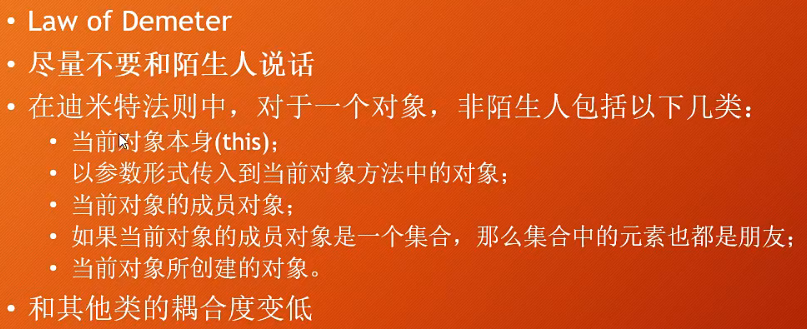 • Law of Demeter
• 尽量不要和陌生人说话
• 在迪米特法则中，对于一个对象，非陌生人包括以下几类：
• 当前对象本身(this)；
• 以参数形式传入到当前对象方法中的对象；
• 当前对象的成员对象；
• 如果当前对象的成员对象是一个集合，那么集合中的元素也都是朋友；
• 当前对象所创建的对象。
• 和其他类的耦合度变低